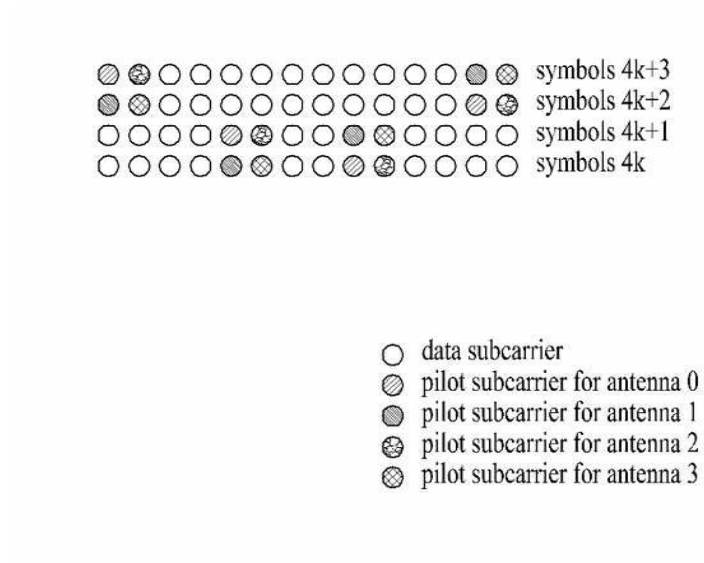 symbols 4k+3
symbols 4k+2
symbols 4k+1
symbols 4k
data subcarrier
pilot subcarrier for antenna 0
pilot subcarrier for antenna 1
pilot subcarrier for antenna 2
pilot subcarrier for antenna 3